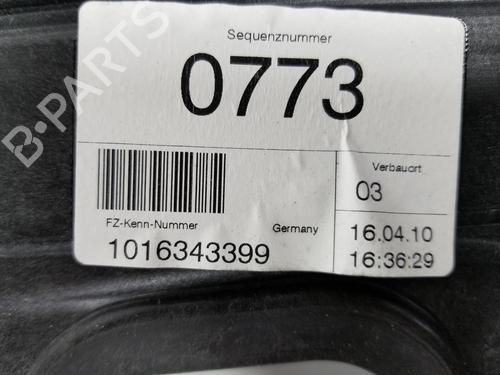 Sequenznummer
0773
Verbauort
03
FZ-Kenn-Nummer
Germany
1016343399
16.04.10
16:36:29
B-PARTS